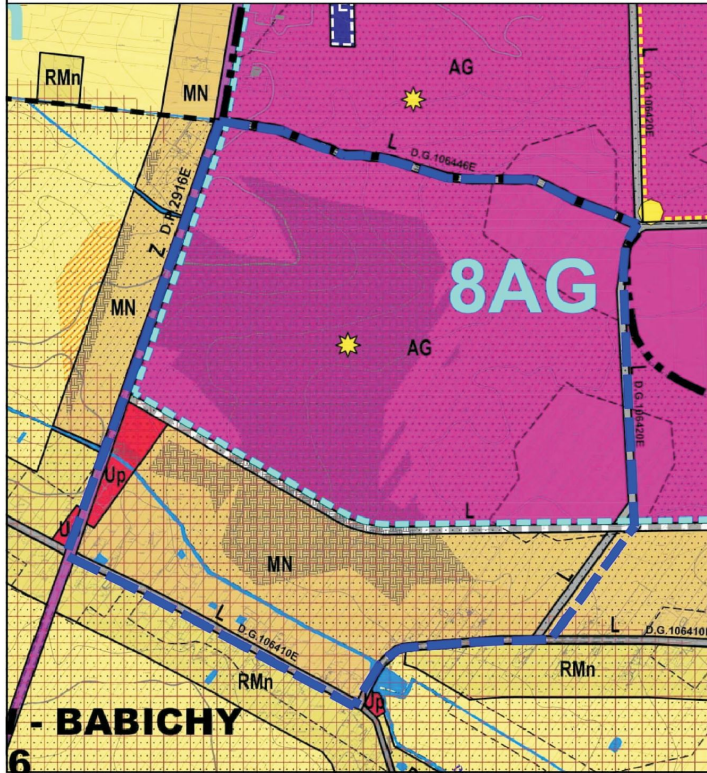 L
AG
RMn
MN
L
D.G.106420E
L
D.G.106446E
D.P.2916E
Z
8AG
MN
AG
L
D.G.106420E
Up
L
U
MN
L
L
L
D.G.106410E
D.G.106410E
RMn
RMn
Up
- BABICHY
6